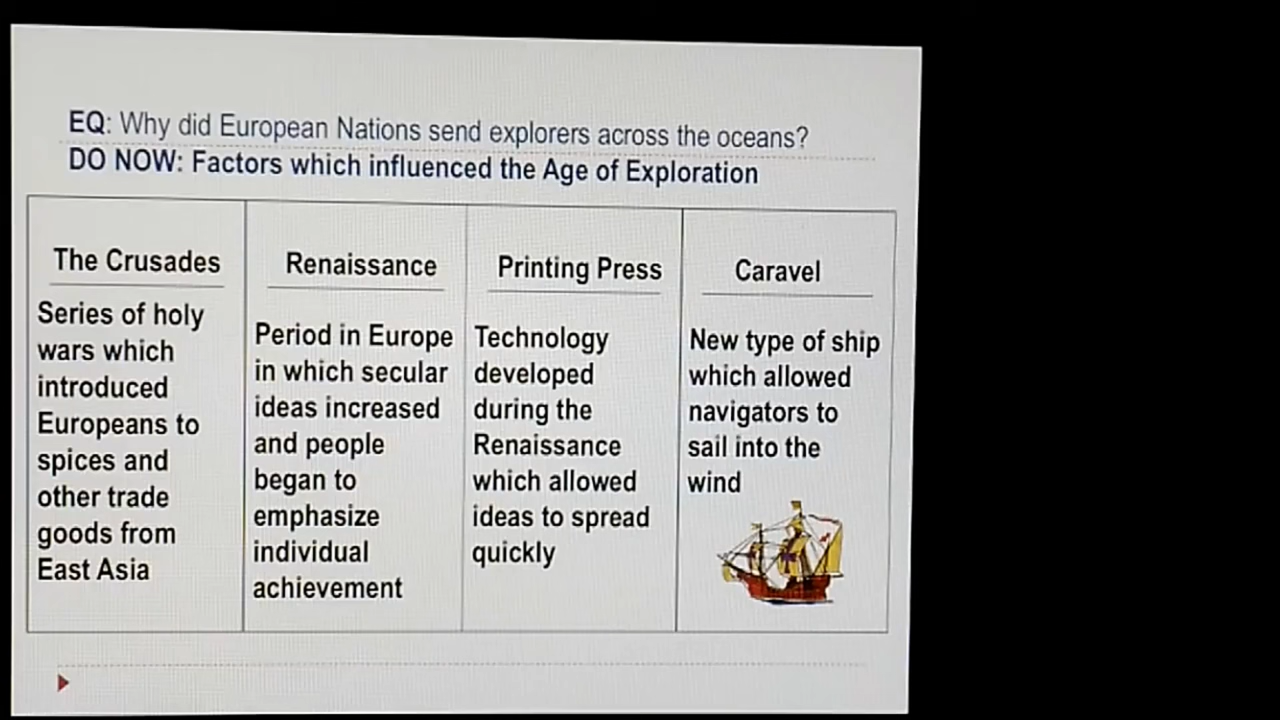 EQ: Why did European Nations send explorers across the oceans?
DO NOW: Factors which influenced the Age of Exploration
The Crusades
Series of holy
wars which
introduced
Europeans to
spices and
other trade
goods from
East Asia
Renaissance
Period in Europe
in which secular
ideas increased
and people
began to
emphasize
individual
achievement
Printing Press
Technology
developed
during the
Renaissance
which allowed
ideas to spread
quickly
Caravel
New type of ship
which allowed
navigators to
sail into the
wind